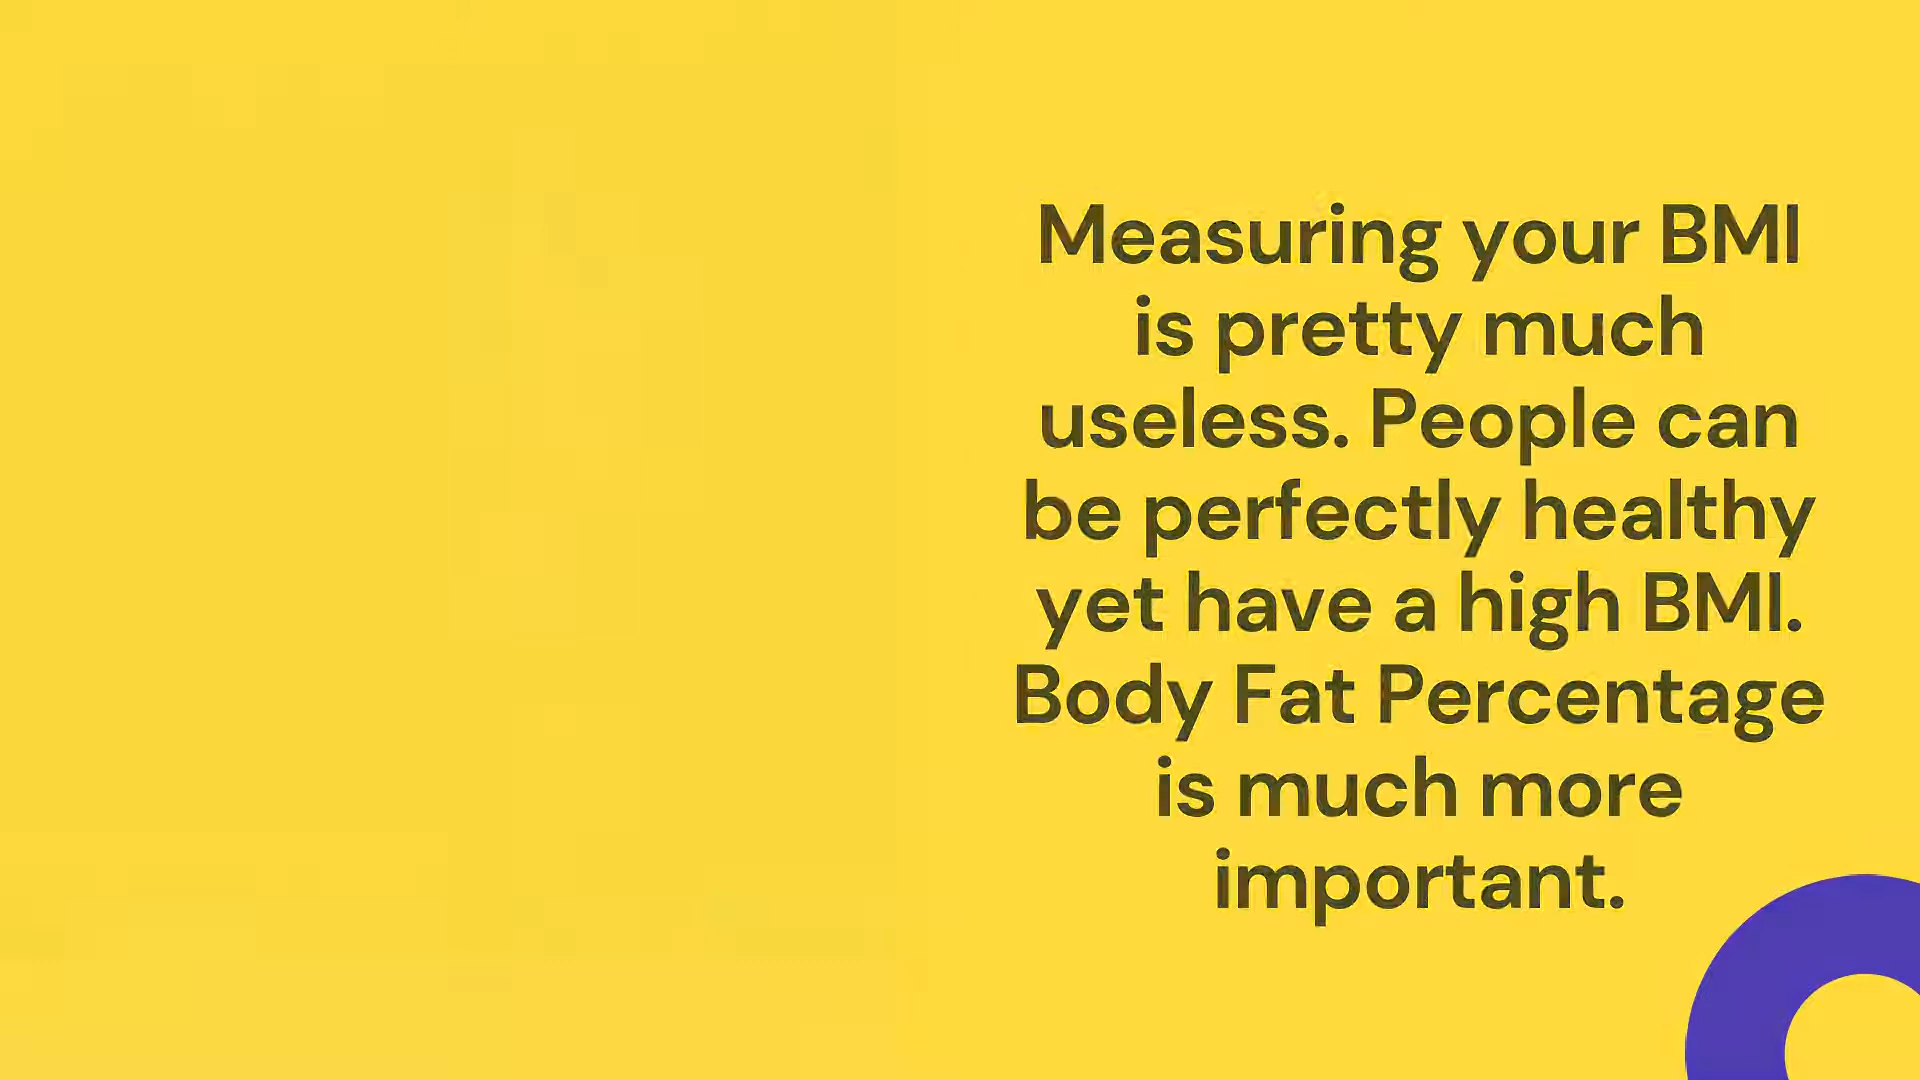 Measuring your BMI
is pretty much
useless. People can
be perfectly healthy
yet have a high BMI.
Body Fat Percentage
is much more
important.